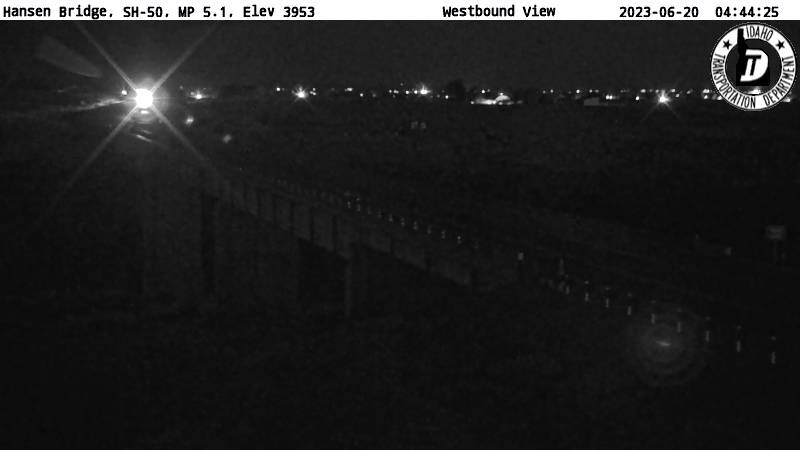 Hansen Bridge, SH-50, MP 5.1, Elev 3953 Westbound View 2023-06-20 04:44:25
IDAHO
TRANSPORTATION DEPARTMENT